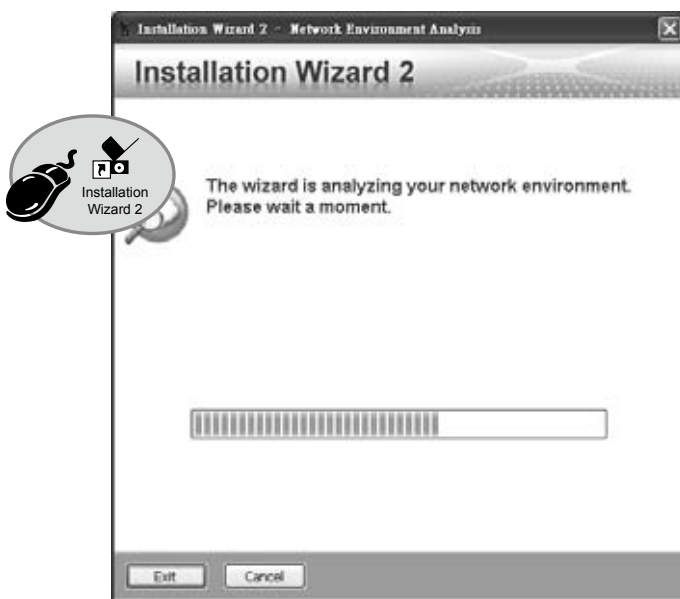 Installation Wizard 2 - Network Environment Analysis
Installation Wizard 2
Installation
Wizard 2
The wizard is analyzing your network environment.
Please wait a moment.
Exit
Cancel